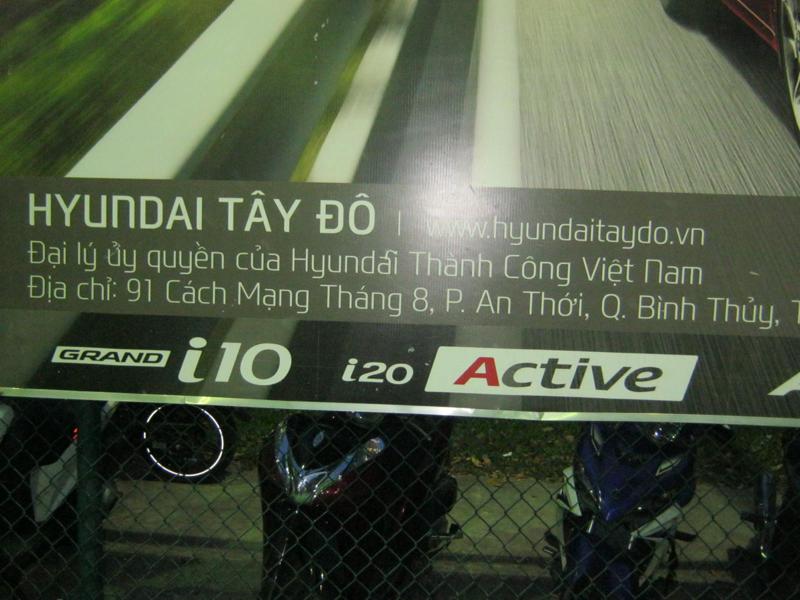 HYUNDAI TÂY ĐÔ | www.hyundaitaydo.vn
Đại lý ủy quyền của Hyundai Thành Công Việt Nam
Địa chỉ: 91 Cách Mạng Tháng 8, P. An Thới, Q. Bình Thủy,
GRAND i10 i20 Active